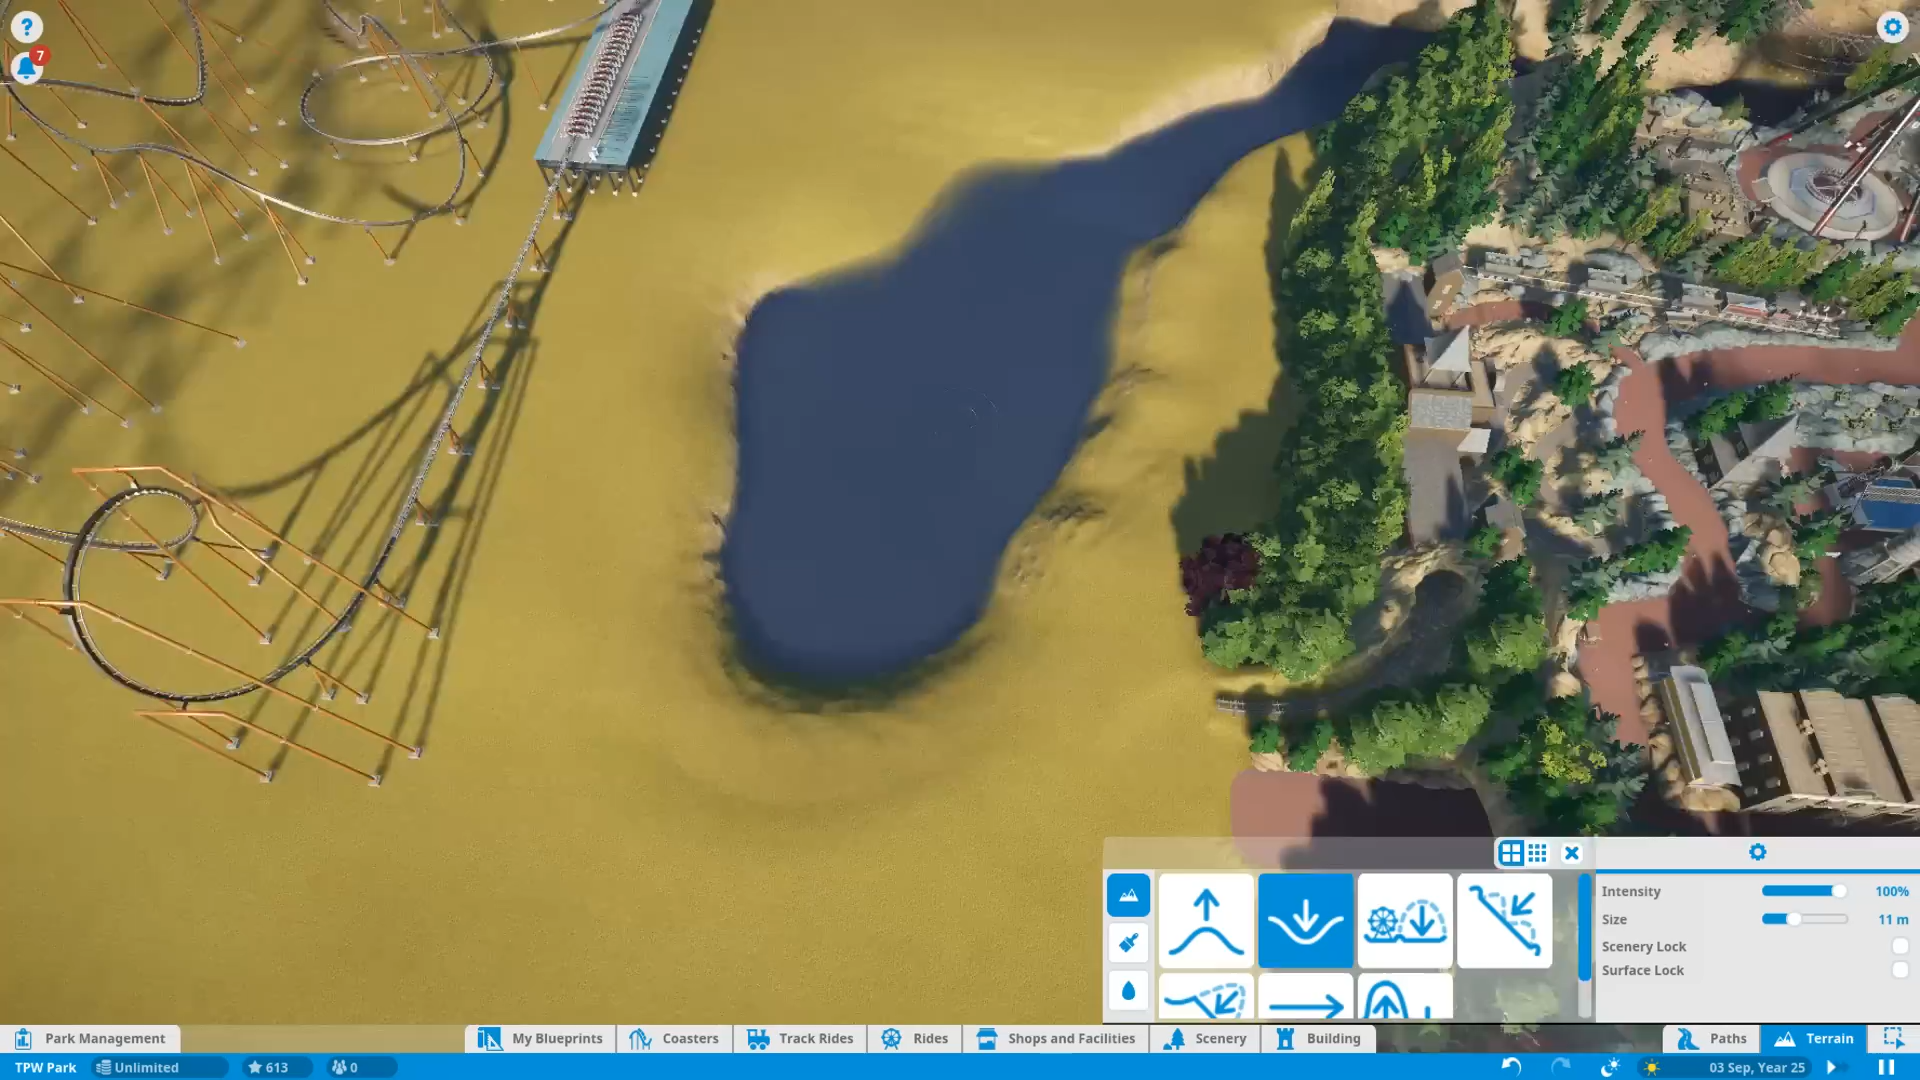 ?
7
Intensity 100%
Size 11 m
Scenery Lock
Surface Lock
Park Management My Blueprints Coasters Track Rides Rides Shops and Facilities Scenery Building Paths Terrain
TPW Park Unlimited 613 0 03 Sep, Year 25